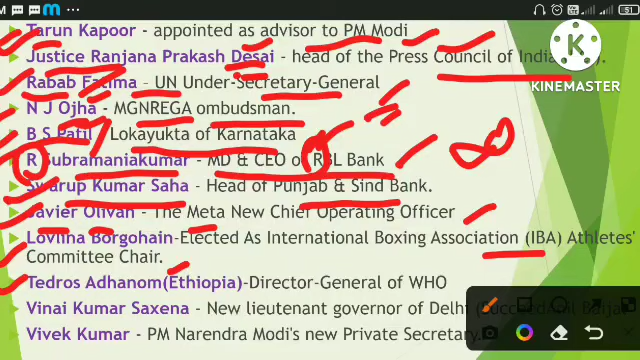 51
Tarun Kapoor - appointed as advisor to PM Modi
Justice Ranjana Prakash Desai - head of the Press Council of India
Rabab Fatima - UN Under-Secretary-General
N J Ojha - MGNREGA ombudsman.
B S Patil - Lokayukta of Karnataka
R Subramaniakumar - MD & CEO of RBL Bank
Swarup Kumar Saha - Head of Punjab & Sind Bank.
Javier Olivan - The Meta New Chief Operating Officer
Lovlina Borgohain-Elected As International Boxing Association (IBA) Athletes'
Committee Chair.
Tedros Adhanom(Ethiopia)-Director-General of WHO
Vinai Kumar Saxena - New lieutenant governor of Delhi (Succeed Anil Baijal
Vivek Kumar - PM Narendra Modi's new Private Secretary.
K
KINEMASTER